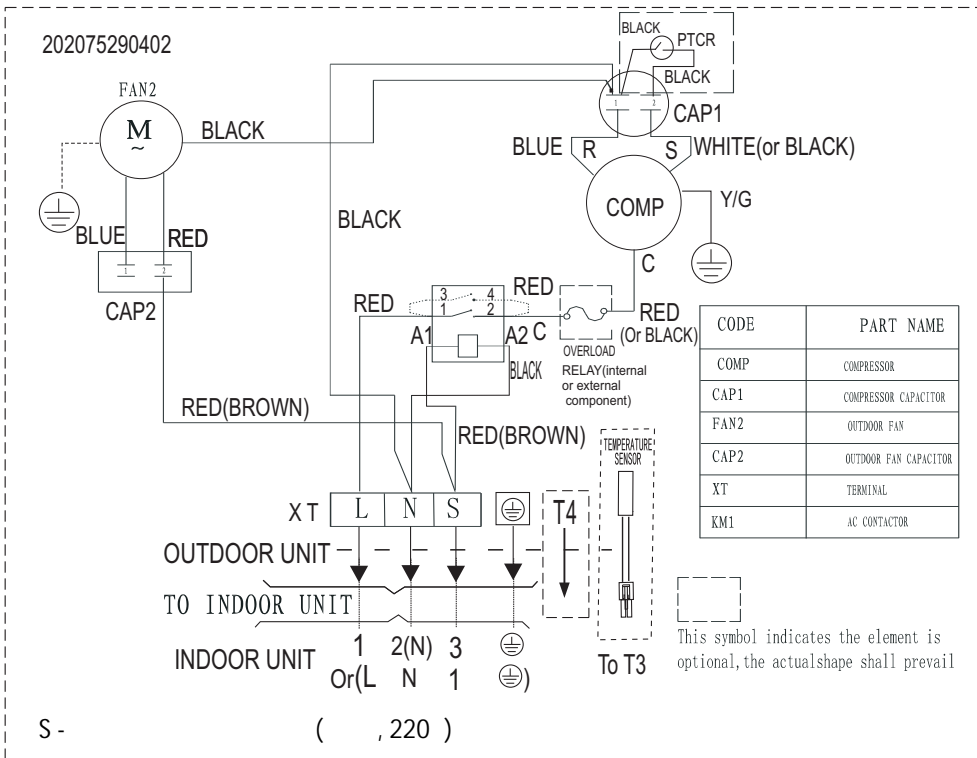 202075290402
BLACK
PTCR
BLACK
FAN2
M
~
BLACK
1 2
CAP1
BLUE
R
S
WHITE(or BLACK)
COMP
Y/G
BLACK
BLUE
RED
1 2
CAP2
C
RED
3 4
1 2
RED
A1
A2
C
RED
(Or BLACK)
OVERLOAD
RELAY(internal
or external
component)
BLACK
RED(BROWN)
RED(BROWN)
CODE PART NAME
COMP COMPRESSOR
CAP1 COMPRESSOR CAPACITOR
FAN2 OUTDOOR FAN
CAP2 OUTDOOR FAN CAPACITOR
XT TERMINAL
KM1 AC CONTACTOR
TEMPERATURE
SENSOR
XT L N S
T4
OUTDOOR UNIT
TO INDOOR UNIT
INDOOR UNIT
1 2(N) 3
Or(L N 1 )
To T3
This symbol indicates the element is
optional,the actualshape shall prevail
S - ( , 220 )